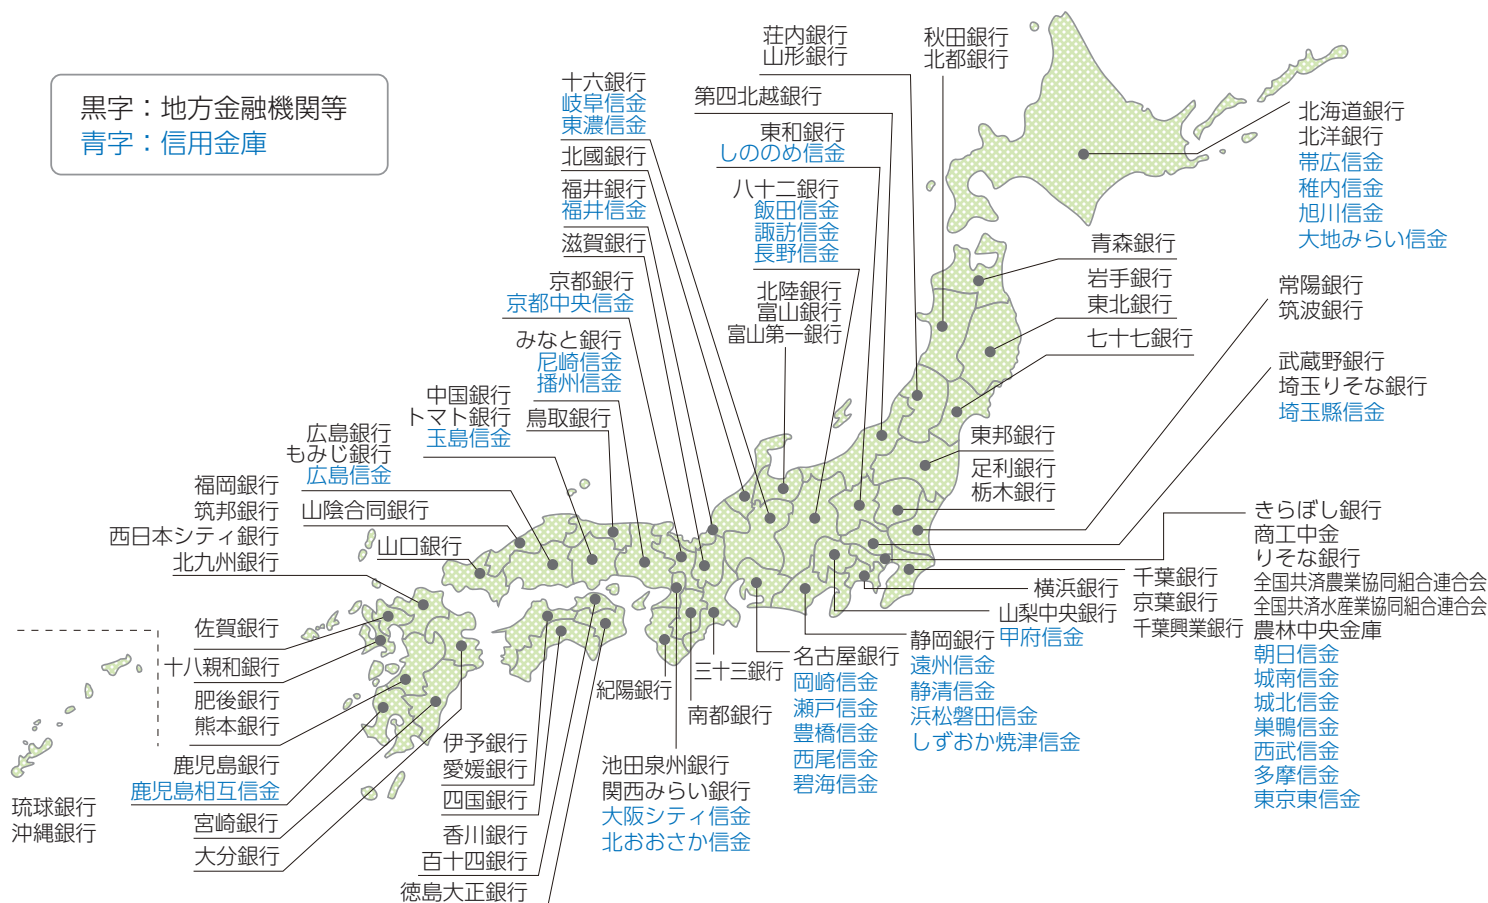 黒字：地方金融機関等
青字：信用金庫
荘内銀行
山形銀行
秋田銀行
北都銀行
十六銀行
岐阜信金
東濃信金
第四北越銀行
東和銀行
しののめ信金
北國銀行
福井銀行
福井信金
八十二銀行
飯田信金
諏訪信金
長野信金
滋賀銀行
京都銀行
京都中央信金
北陸銀行
富山銀行
富山第一銀行
みなと銀行
尼崎信金
播州信金
中国銀行
トマト銀行
玉島信金
鳥取銀行
広島銀行
もみじ銀行
広島信金
山陰合同銀行
山口銀行
福岡銀行
筑邦銀行
西日本シティ銀行
北九州銀行
佐賀銀行
十八親和銀行
肥後銀行
熊本銀行
鹿児島銀行
鹿児島相互信金
宮崎銀行
大分銀行
琉球銀行
沖縄銀行
北海道銀行
北洋銀行
帯広信金
稚内信金
旭川信金
大地みらい信金
青森銀行
岩手銀行
東北銀行
七十七銀行
常陽銀行
筑波銀行
武蔵野銀行
埼玉りそな銀行
埼玉縣信金
東邦銀行
足利銀行
栃木銀行
きらぼし銀行
商工中金
りそな銀行
全国共済農業協同組合連合会
全国共済水産業協同組合連合会
農林中央金庫
朝日信金
城南信金
城北信金
巣鴨信金
西武信金
多摩信金
東京東信金
千葉銀行
京葉銀行
千葉興業銀行
横浜銀行
山梨中央銀行
甲府信金
静岡銀行
遠州信金
静清信金
浜松磐田信金
しずおか焼津信金
名古屋銀行
岡崎信金
瀬戸信金
豊橋信金
西尾信金
碧海信金
三十三銀行
紀陽銀行
南都銀行
池田泉州銀行
関西みらい銀行
大阪シティ信金
北おおさか信金
伊予銀行
愛媛銀行
四国銀行
香川銀行
百十四銀行
徳島大正銀行